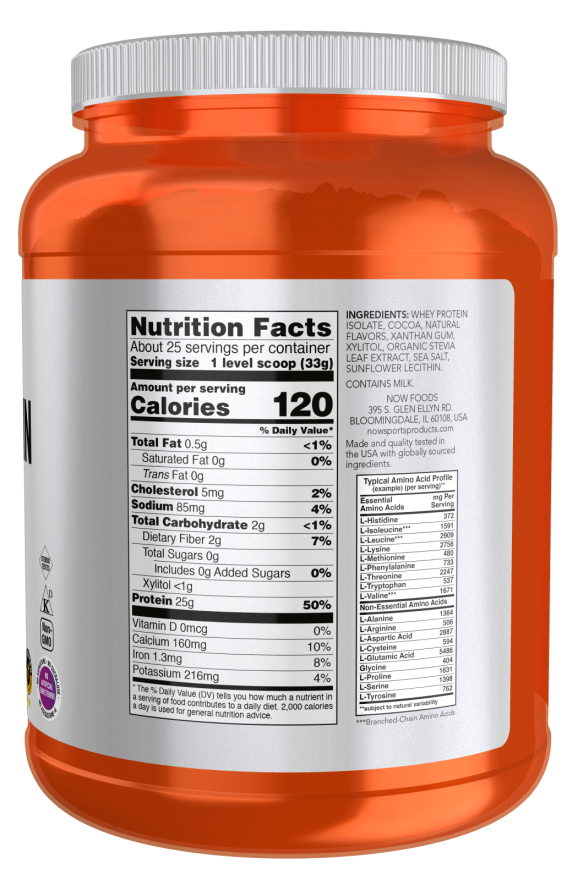 Nutrition Facts
About 25 servings per container
Serving size 1 level scoop (33g)
Amount per serving
Calories 120
% Daily Value*
Total Fat 0.5g <1%
Saturated Fat 0g 0%
Trans Fat 0g
Cholesterol 5mg 2%
Sodium 85mg 4%
Total Carbohydrate 2g <1%
Dietary Fiber 2g 7%
Total Sugars 0g
Includes 0g Added Sugars 0%
Xylitol <1g
Protein 25g 50%
Vitamin D 0mcg 0%
Calcium 160mg 10%
Iron 1.3mg 8%
Potassium 216mg 4%
* The % Daily Value (DV) tells you how much a nutrient in
a serving of food contributes to a daily diet. 2,000 calories
a day is used for general nutrition advice.
INGREDIENTS: WHEY PROTEIN
ISOLATE, COCOA, NATURAL
FLAVORS, XANTHAN GUM,
XYLITOL, ORGANIC STEVIA
LEAF EXTRACT, SEA SALT,
SUNFLOWER LECITHIN.
CONTAINS MILK.
NOW FOODS
395 S. GLEN ELLYN RD.
BLOOMINGDALE, IL 60108, USA
nowsportsproducts.com
Made and quality tested in
the USA with globally sourced
ingredients.
Typical Amino Acid Profile
(example) (per serving)**
Essential mg Per
Amino Acids Serving
L-Histidine 372
L-Isoleucine*** 1591
L-Leucine*** 2909
L-Lysine 2756
L-Methionine 480
L-Phenylalanine 733
L-Threonine 2247
L-Tryptophan 537
L-Valine*** 1671
Non-Essential Amino Acids
L-Alanine 1364
L-Arginine 506
L-Aspartic Acid 2887
L-Cysteine 594
L-Glutamic Acid 5486
Glycine 404
L-Proline 1631
L-Serine 1398
L-Tyrosine 762
**subject to natural variability
***Branched-Chain Amino Acids
IN
K D
Non-
GMO
NO
ARTIFICIAL
SWEETENERS